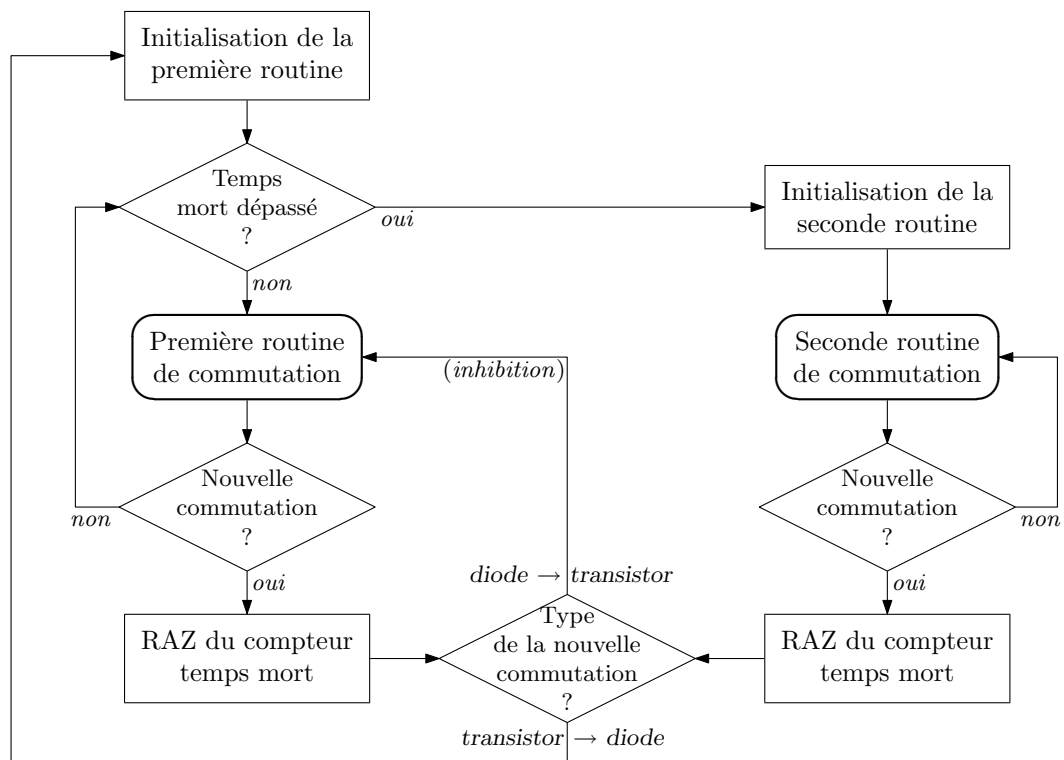 Initialisation de la
première routine
Temps
mort dépassé
?
oui
Initialisation de la
seconde routine
non
Première routine
de commutation
(inhibition)
Seconde routine
de commutation
Nouvelle
commutation
?
non
Nouvelle
commutation
?
non
oui
diode → transistor
oui
RAZ du compteur
temps mort
Type
de la nouvelle
commutation
?
RAZ du compteur
temps mort
transistor → diode